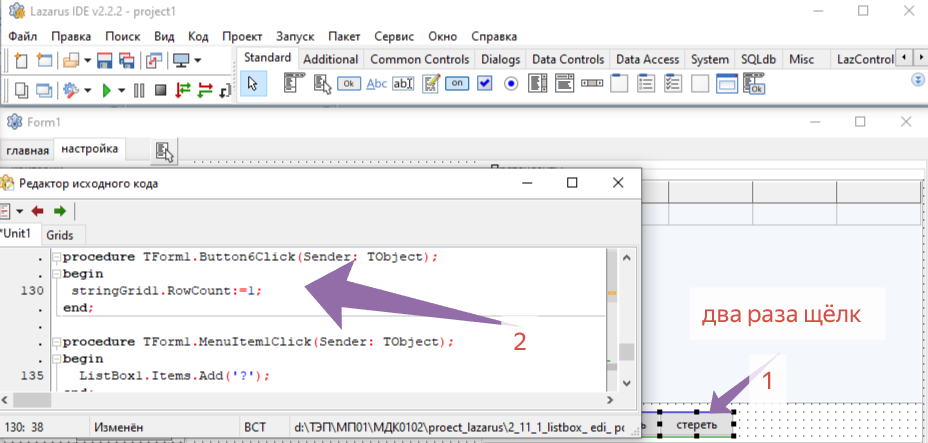 Lazarus IDE v2.2.2 - project1
Файл Правка Поиск Вид Код Проект Запуск Пакет Сервис Окно Справка
Standard Additional Common Controls Dialogs Data Controls Data Access System SQLdb Misc LazControl
Ok Abc abI on Ok
Form1
главная настройка
Редактор исходного кода
*Unit1 Grids
. procedure TForm1.Button6Click(Sender: TObject);
. begin
130 stringGrid1.RowCount:=1;
. end;
.
. procedure TForm1.MenuItem1Click(Sender: TObject);
. begin
135 ListBox1.Items.Add('?');
end;
130: 38 Изменён ВСТ d:\ТЭП\МП01\МДК0102\proect_lazarus\2_11_1_listbox_ edi_ po
два раза щёлк
1
2
ь стереть